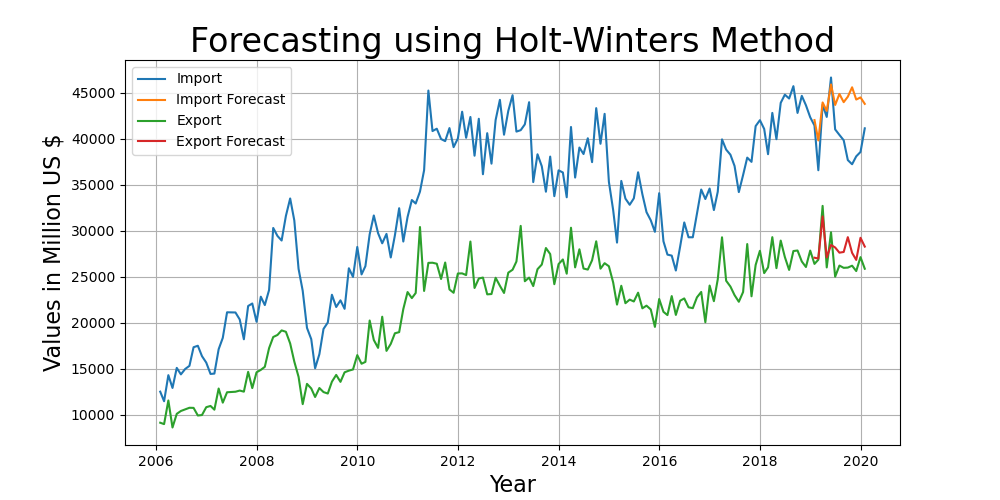 Forecasting using Holt-Winters Method
Import
Import Forecast
Export
Export Forecast
Values in Million US $
45000
40000
35000
30000
25000
20000
15000
10000
2006 2008 2010 2012 2014 2016 2018 2020
Year